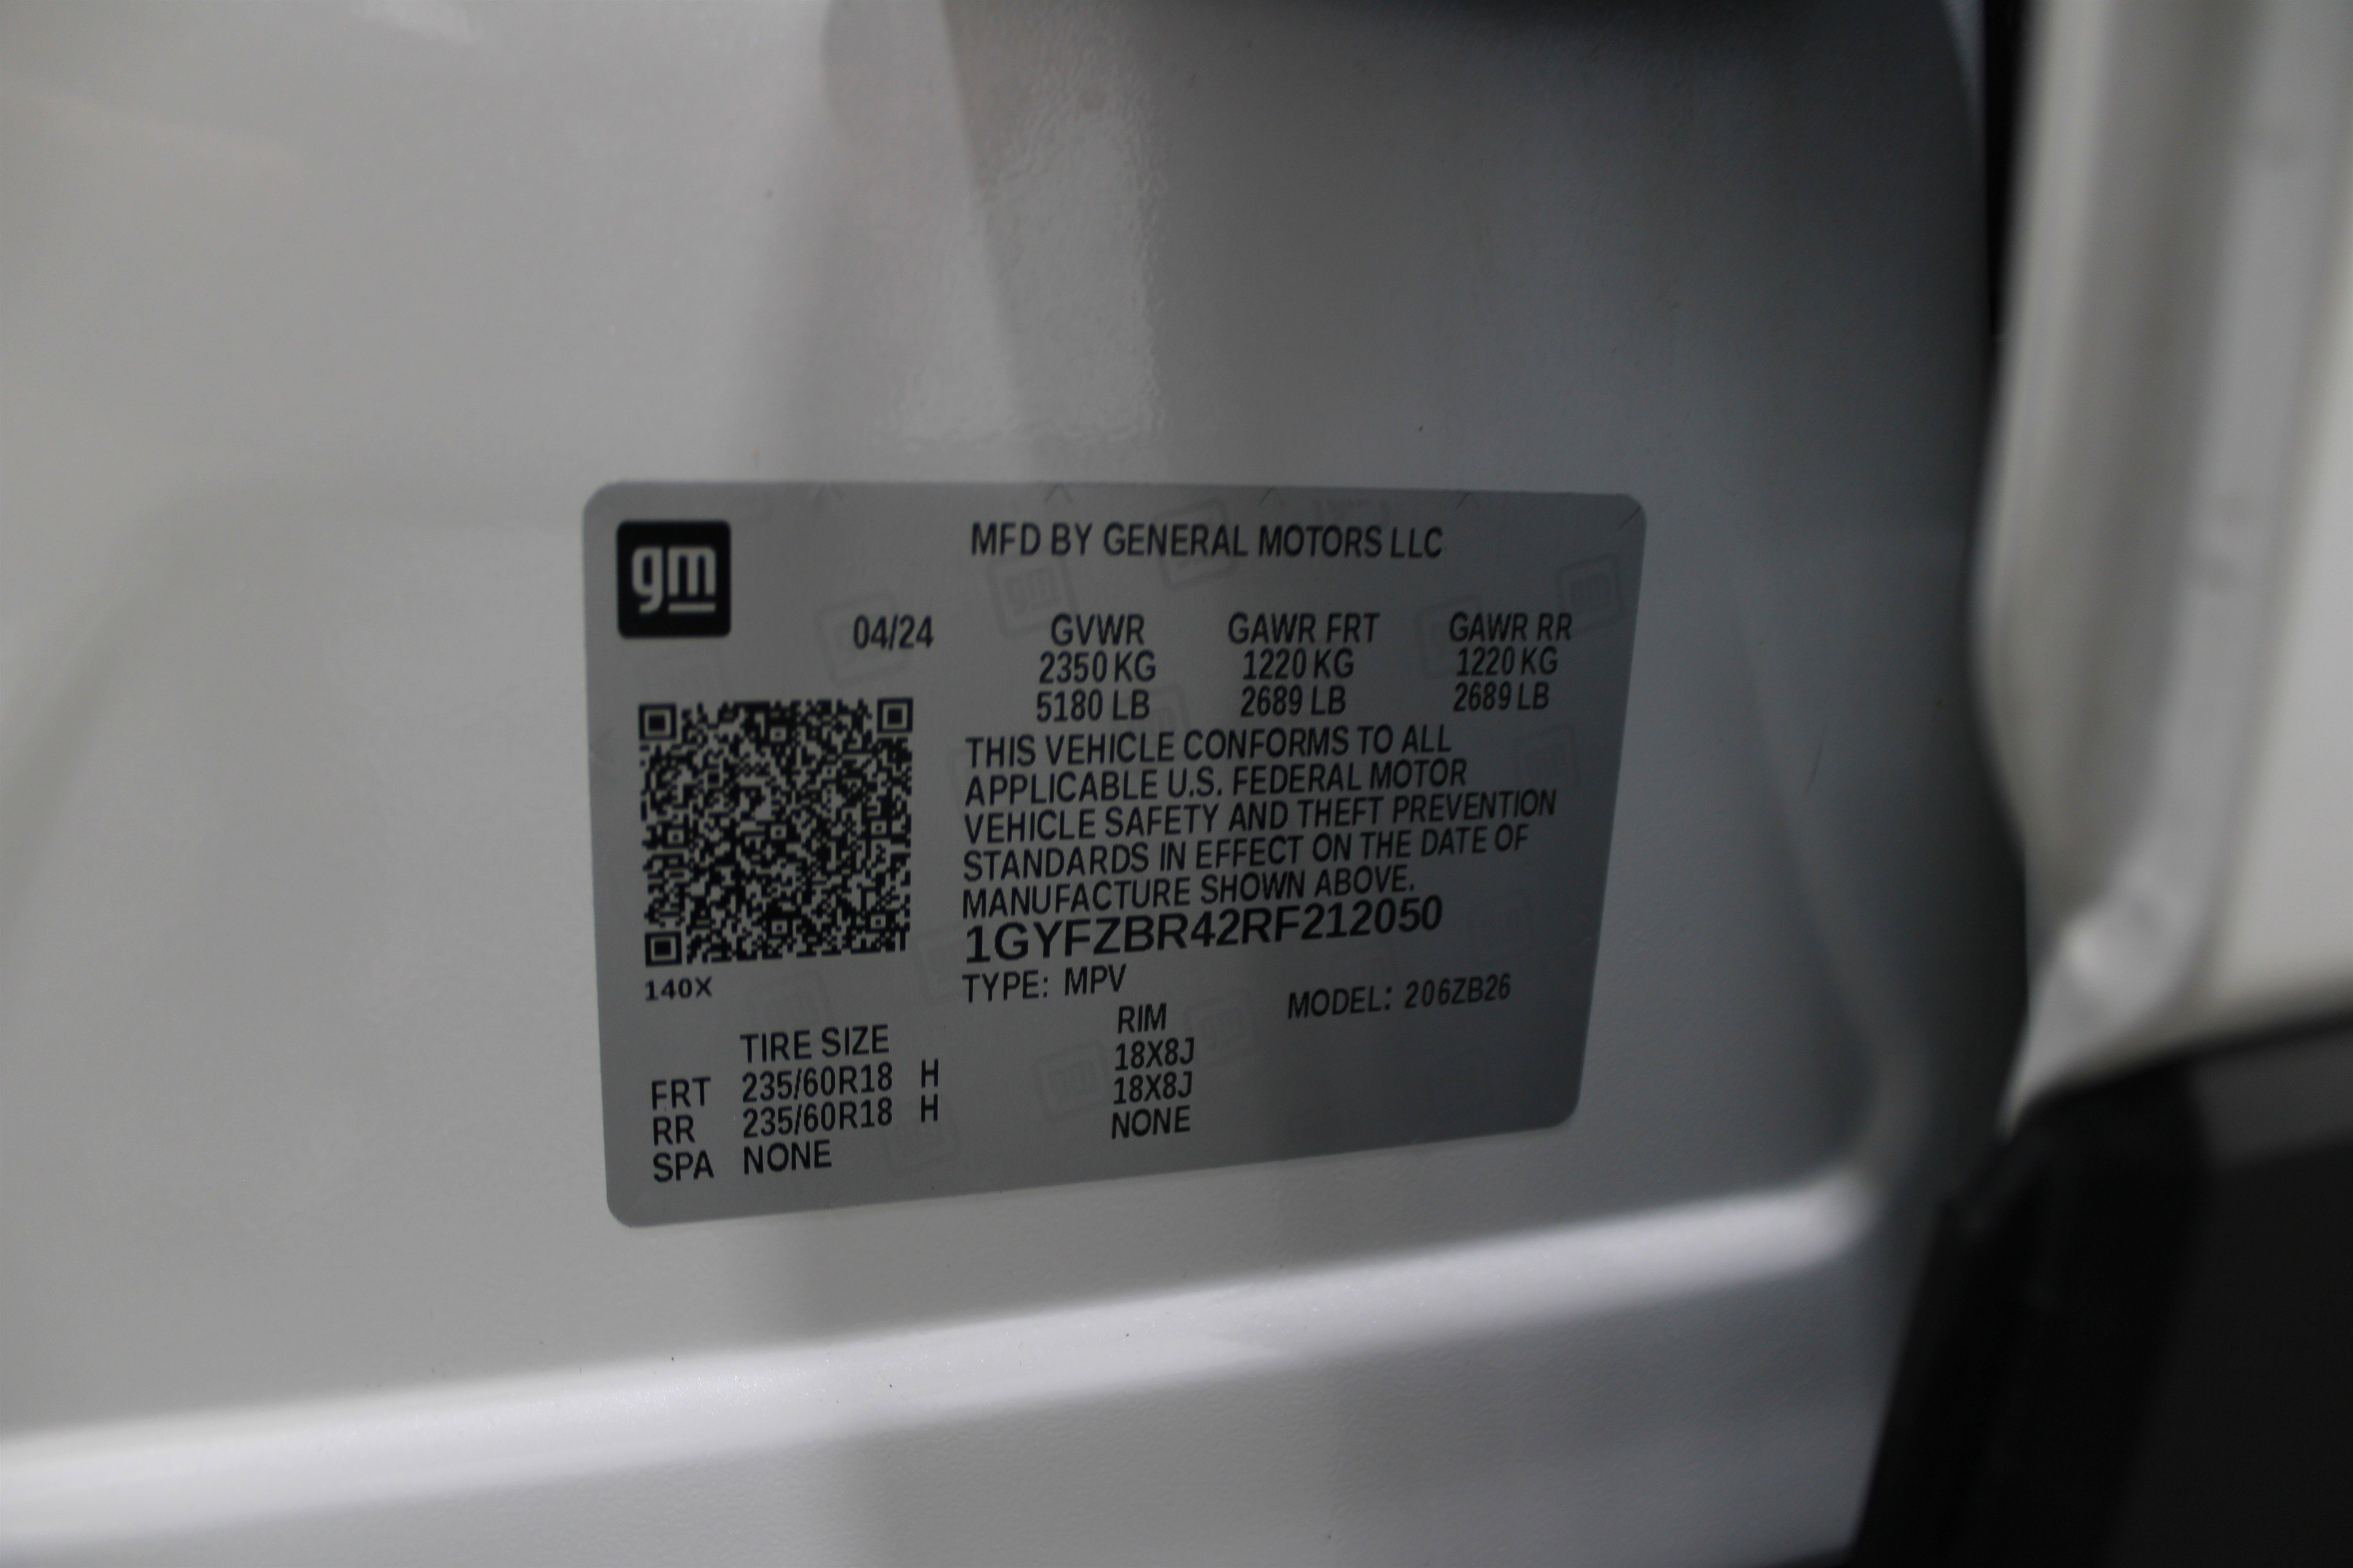 gm
MFD BY GENERAL MOTORS LLC
04/24 GVWR GAWR FRT GAWR RR
2350 KG 1220 KG 1220 KG
5180 LB 2689 LB 2689 LB
THIS VEHICLE CONFORMS TO ALL
APPLICABLE U.S. FEDERAL MOTOR
VEHICLE SAFETY AND THEFT PREVENTION
STANDARDS IN EFFECT ON THE DATE OF
MANUFACTURE SHOWN ABOVE.
1GYFZBR42RF212050
140X
TYPE: MPV MODEL: 206ZB26
TIRE SIZE RIM
FRT 235/60R18 H 18X8J
RR 235/60R18 H 18X8J
SPA NONE NONE